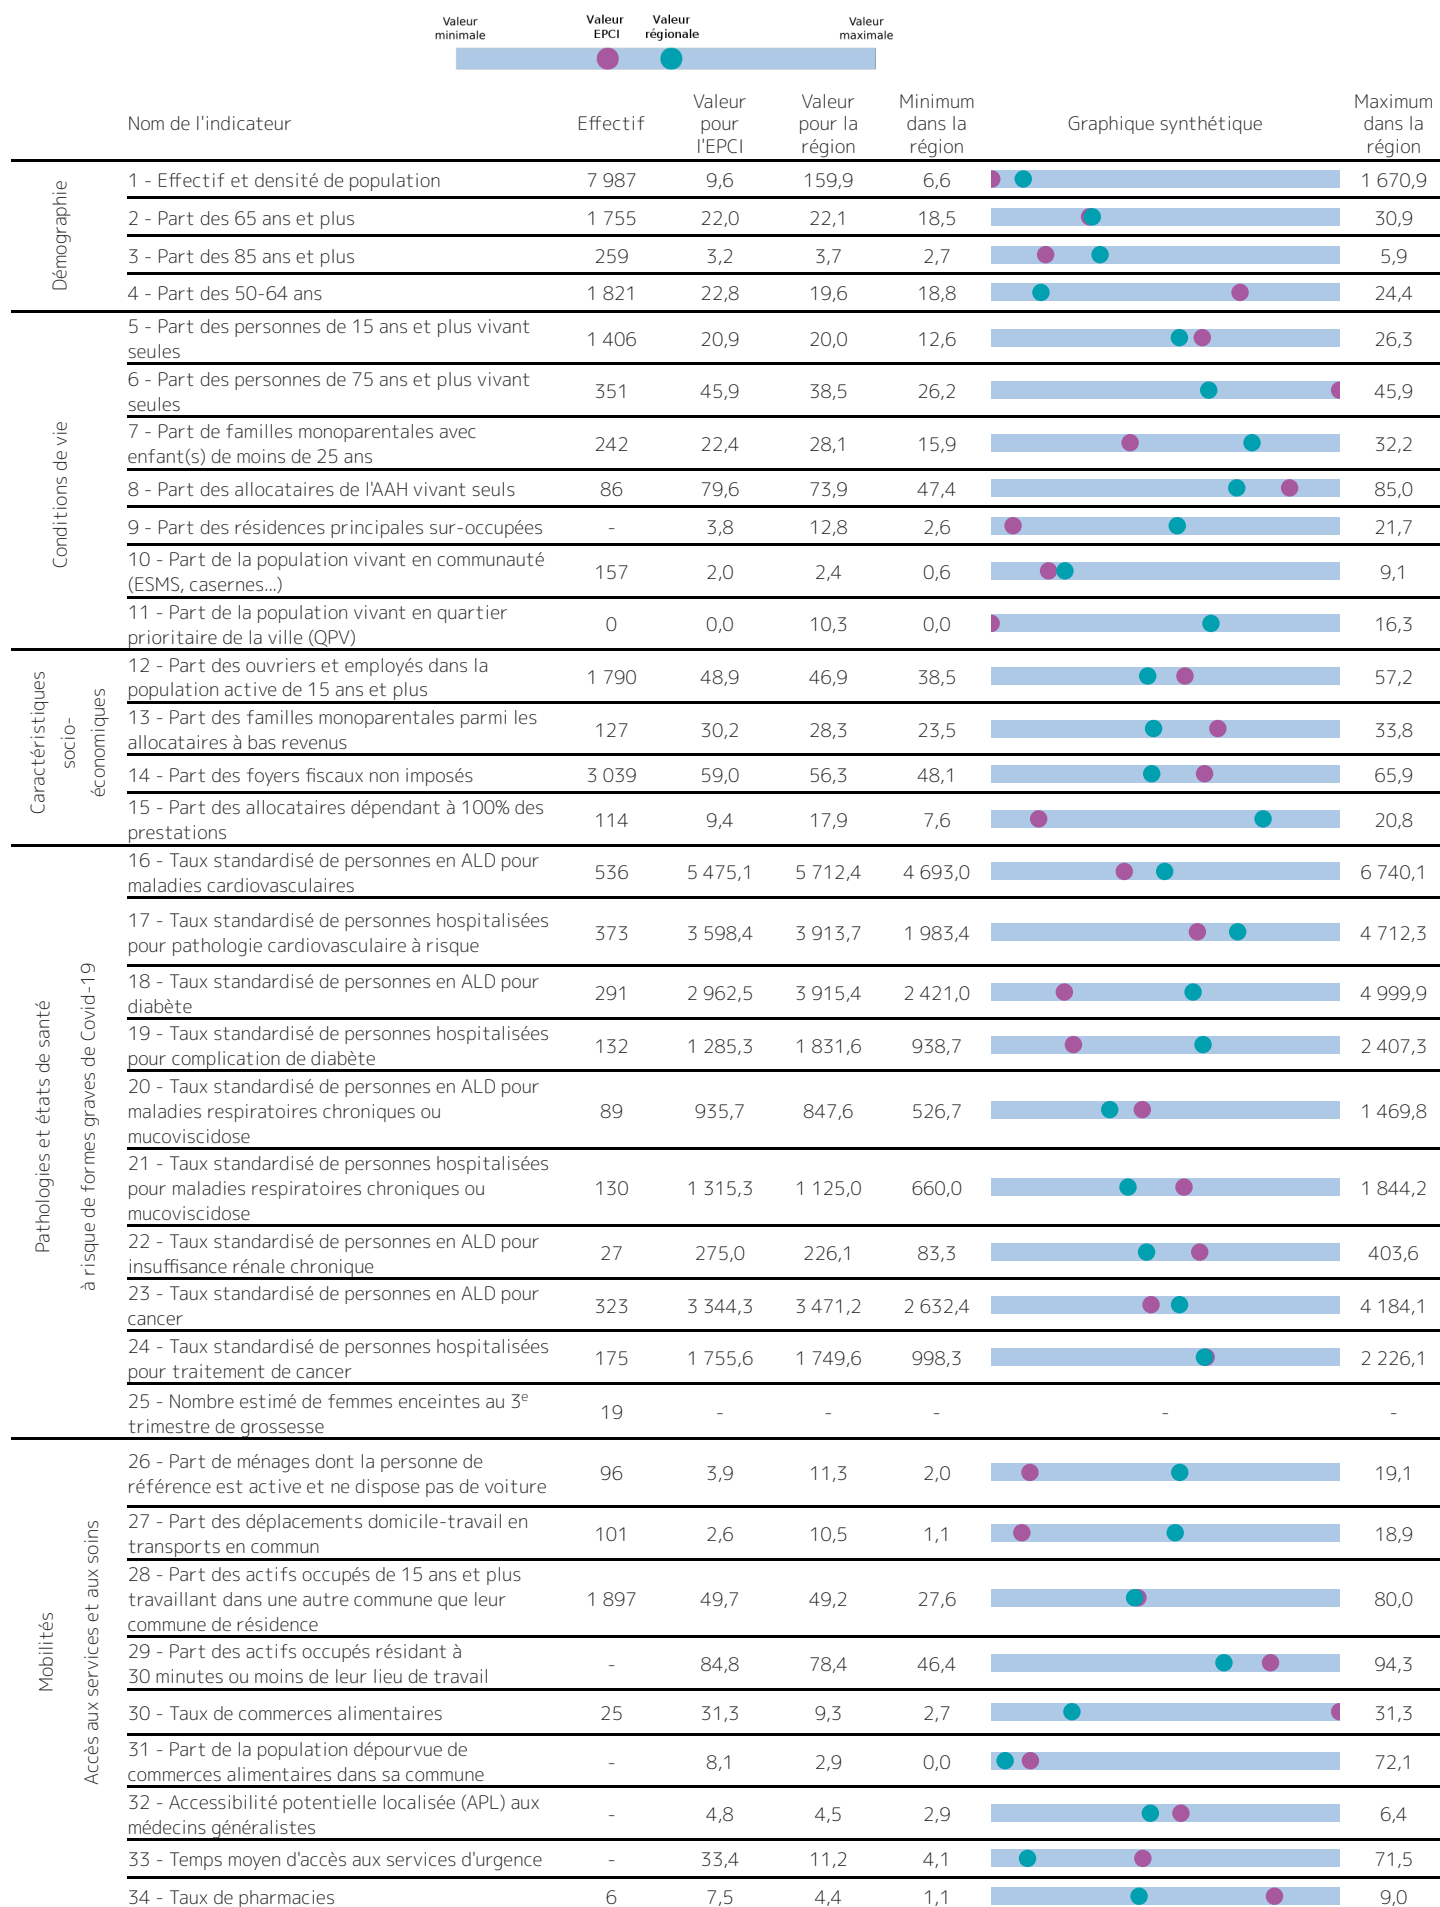 Valeur minimale
Valeur EPCI
Valeur régionale
Valeur maximale
Nom de l'indicateur
Effectif
Valeur pour l'EPCI
Valeur pour la région
Minimum dans la région
Graphique synthétique
Maximum dans la région
Démographie
1 - Effectif et densité de population 7 987 9,6 159,9 6,6 1 670,9
2 - Part des 65 ans et plus 1 755 22,0 22,1 18,5 30,9
3 - Part des 85 ans et plus 259 3,2 3,7 2,7 5,9
4 - Part des 50-64 ans 1 821 22,8 19,6 18,8 24,4
Conditions de vie
5 - Part des personnes de 15 ans et plus vivant
seules 1 406 20,9 20,0 12,6 26,3
6 - Part des personnes de 75 ans et plus vivant
seules 351 45,9 38,5 26,2 45,9
7 - Part de familles monoparentales avec
enfant(s) de moins de 25 ans 242 22,4 28,1 15,9 32,2
8 - Part des allocataires de l'AAH vivant seuls 86 79,6 73,9 47,4 85,0
9 - Part des résidences principales sur-occupées - 3,8 12,8 2,6 21,7
10 - Part de la population vivant en communauté
(ESMS, casernes...) 157 2,0 2,4 0,6 9,1
11 - Part de la population vivant en quartier
prioritaire de la ville (QPV) 0 0,0 10,3 0,0 16,3
Caractéristiques
socio-
économiques
12 - Part des ouvriers et employés dans la
population active de 15 ans et plus 1 790 48,9 46,9 38,5 57,2
13 - Part des familles monoparentales parmi les
allocataires à bas revenus 127 30,2 28,3 23,5 33,8
14 - Part des foyers fiscaux non imposés 3 039 59,0 56,3 48,1 65,9
15 - Part des allocataires dépendant à 100% des
prestations 114 9,4 17,9 7,6 20,8
Pathologies et états de santé
à risque de formes graves de Covid-19
16 - Taux standardisé de personnes en ALD pour
maladies cardiovasculaires 536 5 475,1 5 712,4 4 693,0 6 740,1
17 - Taux standardisé de personnes hospitalisées
pour pathologie cardiovasculaire à risque 373 3 598,4 3 913,7 1 983,4 4 712,3
18 - Taux standardisé de personnes en ALD pour
diabète 291 2 962,5 3 915,4 2 421,0 4 999,9
19 - Taux standardisé de personnes hospitalisées
pour complication de diabète 132 1 285,3 1 831,6 938,7 2 407,3
20 - Taux standardisé de personnes en ALD pour
maladies respiratoires chroniques ou
mucoviscidose 89 935,7 847,6 526,7 1 469,8
21 - Taux standardisé de personnes hospitalisées
pour maladies respiratoires chroniques ou
mucoviscidose 130 1 315,3 1 125,0 660,0 1 844,2
22 - Taux standardisé de personnes en ALD pour
insuffisance rénale chronique 27 275,0 226,1 83,3 403,6
23 - Taux standardisé de personnes en ALD pour
cancer 323 3 344,3 3 471,2 2 632,4 4 184,1
24 - Taux standardisé de personnes hospitalisées
pour traitement de cancer 175 1 755,6 1 749,6 998,3 2 226,1
25 - Nombre estimé de femmes enceintes au 3e
trimestre de grossesse 19 - - - - -
Mobilités
Accès aux services et aux soins
26 - Part de ménages dont la personne de
référence est active et ne dispose pas de voiture 96 3,9 11,3 2,0 19,1
27 - Part des déplacements domicile-travail en
transports en commun 101 2,6 10,5 1,1 18,9
28 - Part des actifs occupés de 15 ans et plus
travaillant dans une autre commune que leur
commune de résidence 1 897 49,7 49,2 27,6 80,0
29 - Part des actifs occupés résidant à
30 minutes ou moins de leur lieu de travail - 84,8 78,4 46,4 94,3
30 - Taux de commerces alimentaires 25 31,3 9,3 2,7 31,3
31 - Part de la population dépourvue de
commerces alimentaires dans sa commune - 8,1 2,9 0,0 72,1
32 - Accessibilité potentielle localisée (APL) aux
médecins généralistes - 4,8 4,5 2,9 6,4
33 - Temps moyen d'accès aux services d'urgence - 33,4 11,2 4,1 71,5
34 - Taux de pharmacies 6 7,5 4,4 1,1 9,0